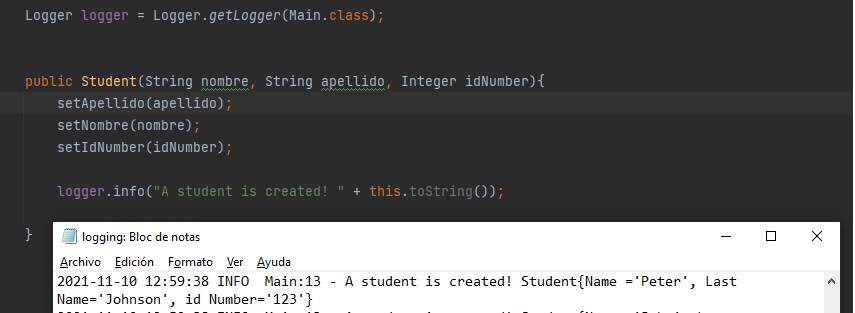 Logger logger = Logger.getLogger(Main.class);
public Student(String nombre, String apellido, Integer idNumber){
setApellido(apellido);
setNombre(nombre);
setIdNumber(idNumber);
logger.info("A student is created! " + this.toString());
}
logging: Bloc de notas
Archivo Edición Formato Ver Ayuda
2021-11-10 12:59:38 INFO  Main:13 - A student is created! Student{Name ='Peter', Last
Name='Johnson', id Number='123'}